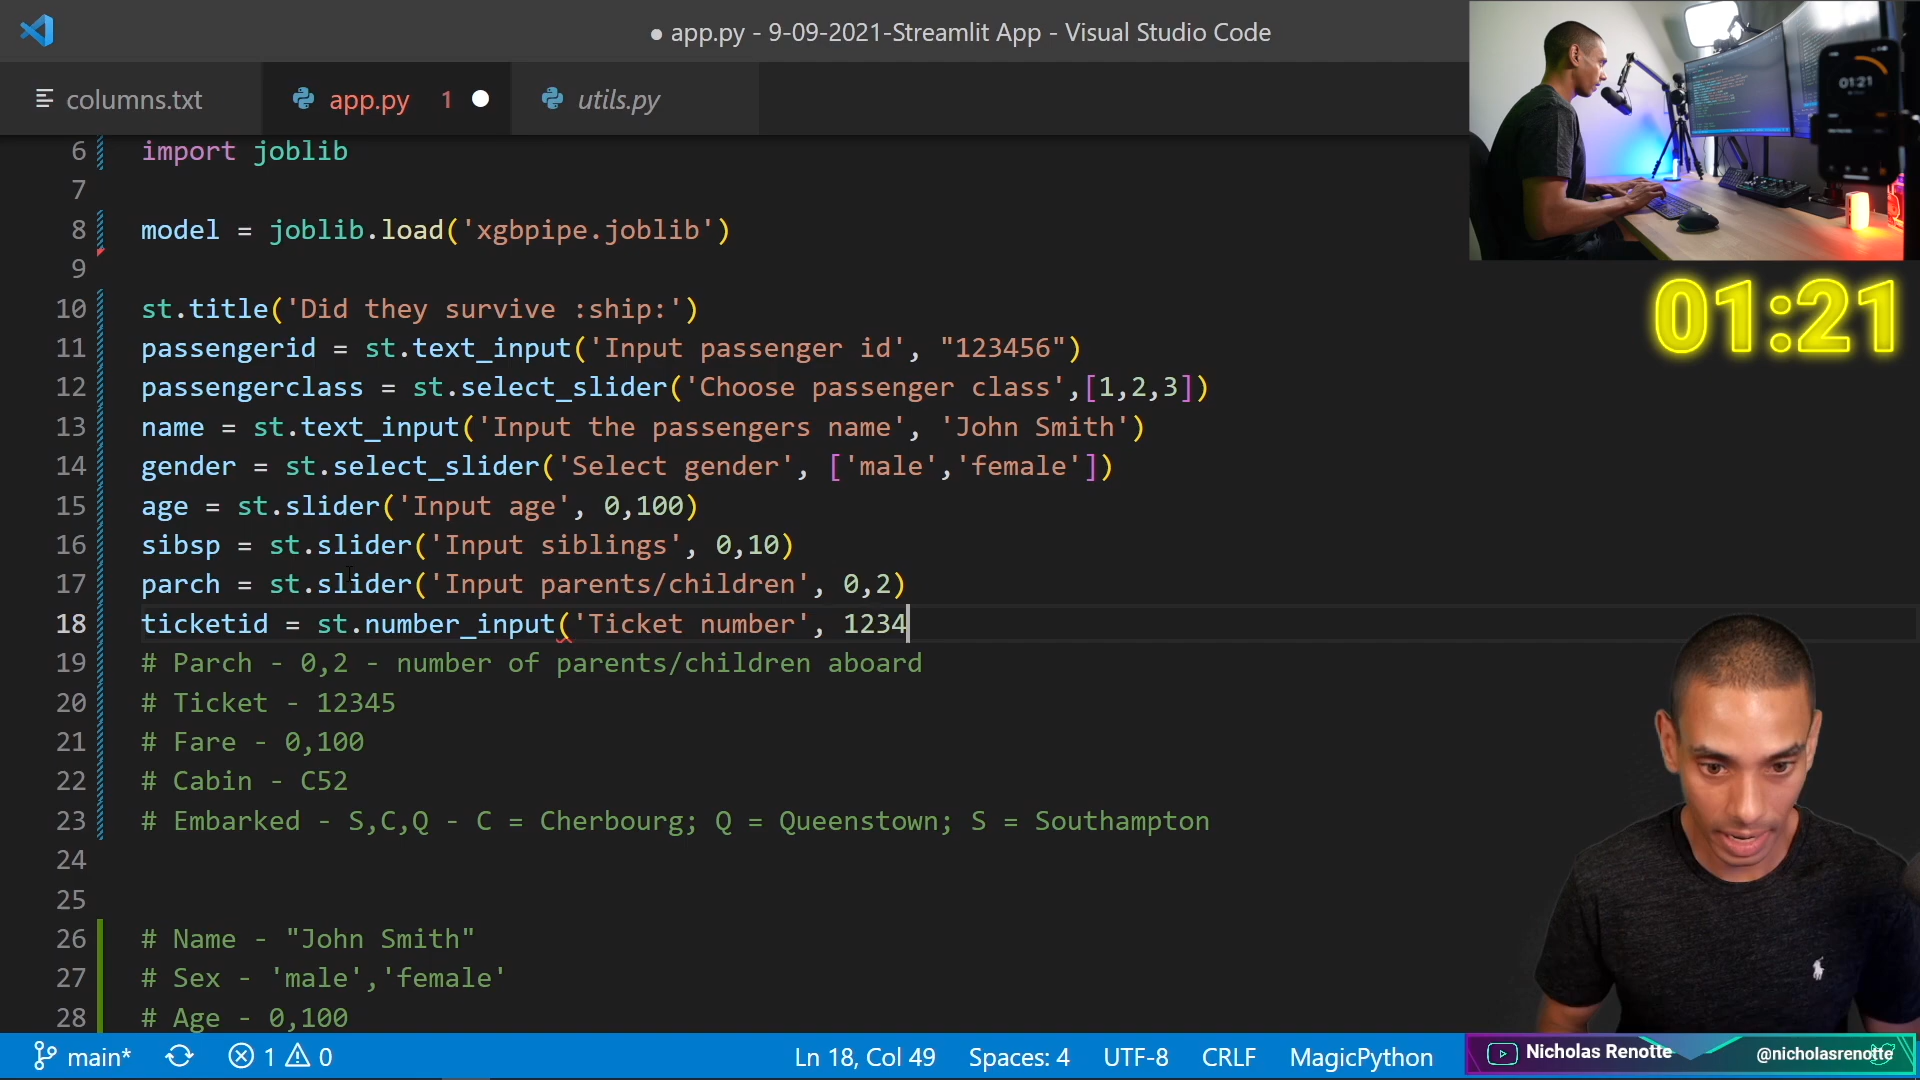 ● app.py - 9-09-2021-Streamlit App - Visual Studio Code
columns.txt
app.py 1 ●
utils.py
6 import joblib
7
8 model = joblib.load('xgbpipe.joblib')
9
10 st.title('Did they survive :ship:')
11 passengerid = st.text_input('Input passenger id', "123456")
12 passengerclass = st.select_slider('Choose passenger class',[1,2,3])
13 name = st.text_input('Input the passengers name', 'John Smith')
14 gender = st.select_slider('Select gender', ['male','female'])
15 age = st.slider('Input age', 0,100)
16 sibsp = st.slider('Input siblings', 0,10)
17 parch = st.slider('Input parents/children', 0,2)
18 ticketid = st.number_input('Ticket number', 1234
19 # Parch - 0,2 - number of parents/children aboard
20 # Ticket - 12345
21 # Fare - 0,100
22 # Cabin - C52
23 # Embarked - S,C,Q - C = Cherbourg; Q = Queenstown; S = Southampton
24
25
26 # Name - "John Smith"
27 # Sex - 'male','female'
28 # Age - 0,100
01:21
01:21
main* 1 0
Ln 18, Col 49 Spaces: 4 UTF-8 CRLF MagicPython
Nicholas Renotte
@nicholasrenotte